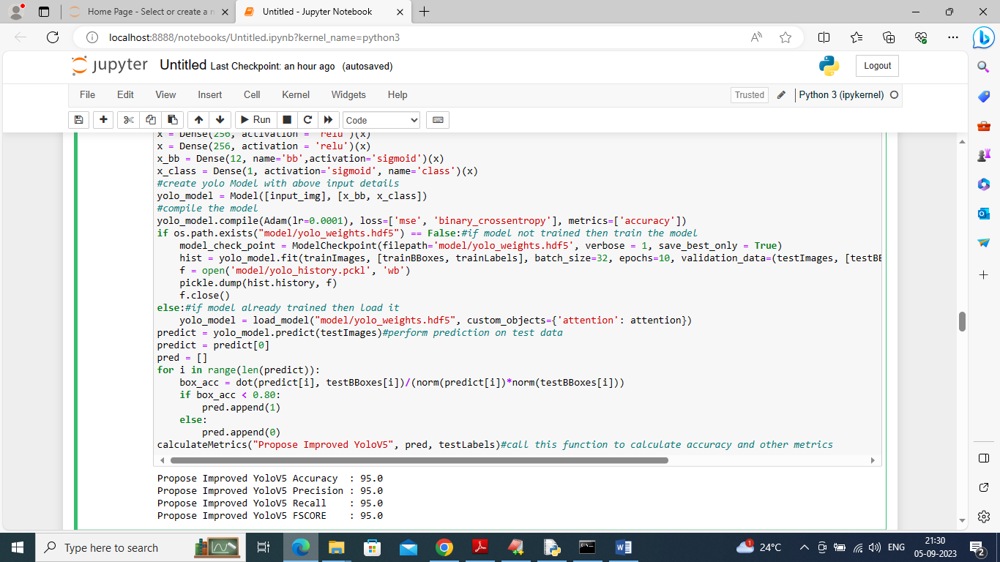 Home Page - Select or create a n
Untitled - Jupyter Notebook
localhost:8888/notebooks/Untitled.ipynb?kernel_name=python3
jupyter Untitled Last Checkpoint: an hour ago (autosaved)
Logout
File Edit View Insert Cell Kernel Widgets Help
Trusted
Python 3 (ipykernel)
Run
Code
x = Dense(256, activation = 'relu')(x)
x = Dense(256, activation = 'relu')(x)
x_bb = Dense(12, name='bb',activation='sigmoid')(x)
x_class = Dense(1, activation='sigmoid', name='class')(x)
#create yolo Model with above input details
yolo_model = Model([input_img], [x_bb, x_class])
#compile the model
yolo_model.compile(Adam(lr=0.0001), loss=['mse', 'binary_crossentropy'], metrics=['accuracy'])
if os.path.exists("model/yolo_weights.hdf5") == False:#if model not trained then train the model
    model_check_point = ModelCheckpoint(filepath='model/yolo_weights.hdf5', verbose = 1, save_best_only = True)
    hist = yolo_model.fit(trainImages, [trainBBoxes, trainLabels], batch_size=32, epochs=10, validation_data=(testImages, [testBB
    f = open('model/yolo_history.pckl', 'wb')
    pickle.dump(hist.history, f)
    f.close()
else:#if model already trained then load it
    yolo_model = load_model("model/yolo_weights.hdf5", custom_objects={'attention': attention})
predict = yolo_model.predict(testImages)#perform prediction on test data
predict = predict[0]
pred = []
for i in range(len(predict)):
    box_acc = dot(predict[i], testBBoxes[i])/(norm(predict[i])*norm(testBBoxes[i]))
    if box_acc < 0.80:
        pred.append(1)
    else:
        pred.append(0)
calculateMetrics("Propose Improved YoloV5", pred, testLabels)#call this function to calculate accuracy and other metrics
Propose Improved YoloV5 Accuracy  : 95.0
Propose Improved YoloV5 Precision : 95.0
Propose Improved YoloV5 Recall    : 95.0
Propose Improved YoloV5 FSCORE    : 95.0
Type here to search
1
24°C
ENG
21:30
05-09-2023
2